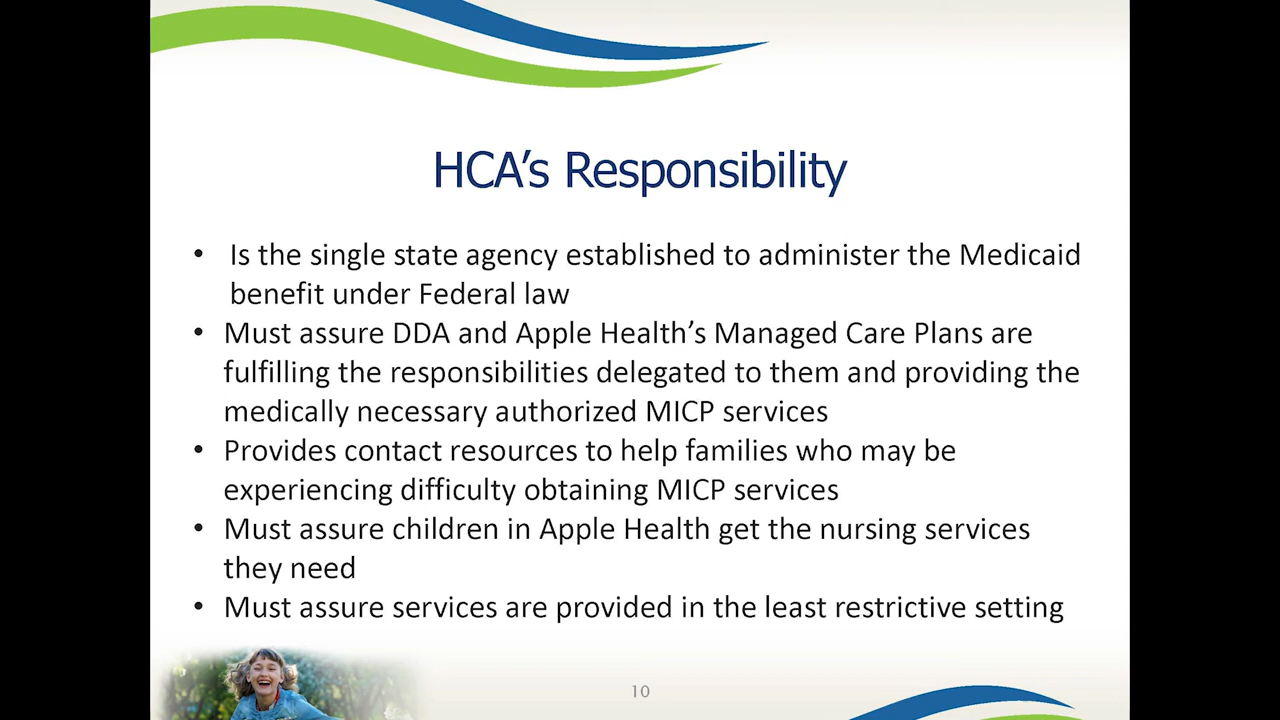 HCA’s Responsibility
• Is the single state agency established to administer the Medicaid
benefit under Federal law
• Must assure DDA and Apple Health’s Managed Care Plans are
fulfilling the responsibilities delegated to them and providing the
medically necessary authorized MICP services
• Provides contact resources to help families who may be
experiencing difficulty obtaining MICP services
• Must assure children in Apple Health get the nursing services
they need
• Must assure services are provided in the least restrictive setting
10